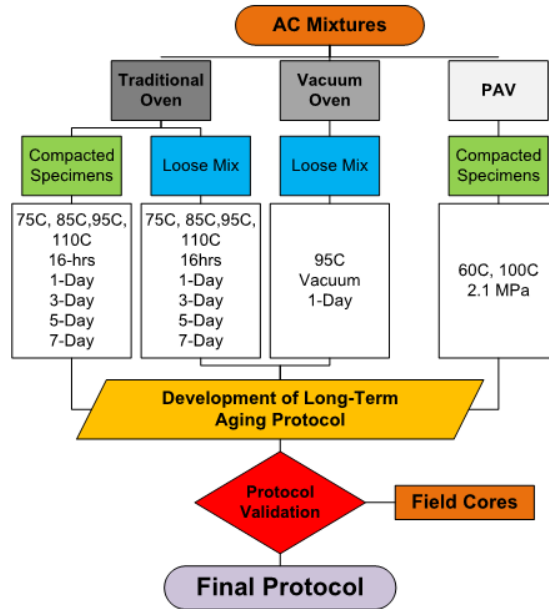 AC Mixtures
Traditional
Oven
Vacuum
Oven
PAV
Compacted
Specimens
Loose Mix
Loose Mix
Compacted
Specimens
75C, 85C,95C,
110C
16-hrs
1-Day
3-Day
5-Day
7-Day
75C, 85C,95C,
110C
16hrs
1-Day
3-Day
5-Day
7-Day
95C
Vacuum
1-Day
60C, 100C
2.1 MPa
Development of Long-Term
Aging Protocol
Protocol
Validation
Field Cores
Final Protocol